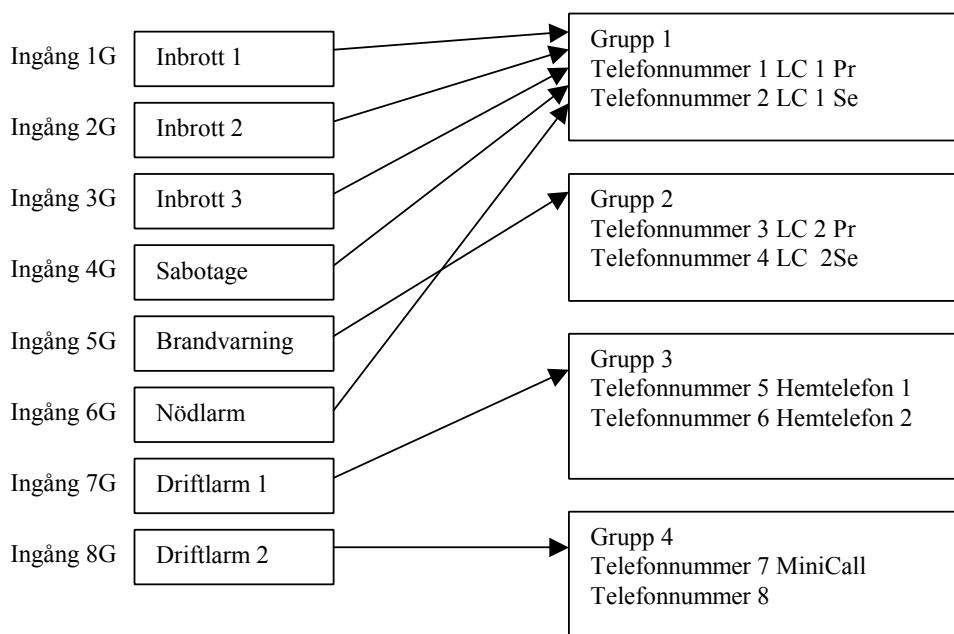 Ingång 1G Inbrott 1
Ingång 2G Inbrott 2
Ingång 3G Inbrott 3
Ingång 4G Sabotage
Ingång 5G Brandvarning
Ingång 6G Nödlarm
Ingång 7G Driftlarm 1
Ingång 8G Driftlarm 2
Grupp 1
Telefonnummer 1 LC 1 Pr
Telefonnummer 2 LC 1 Se
Grupp 2
Telefonnummer 3 LC 2 Pr
Telefonnummer 4 LC  2Se
Grupp 3
Telefonnummer 5 Hemtelefon 1
Telefonnummer 6 Hemtelefon 2
Grupp 4
Telefonnummer 7 MiniCall
Telefonnummer 8